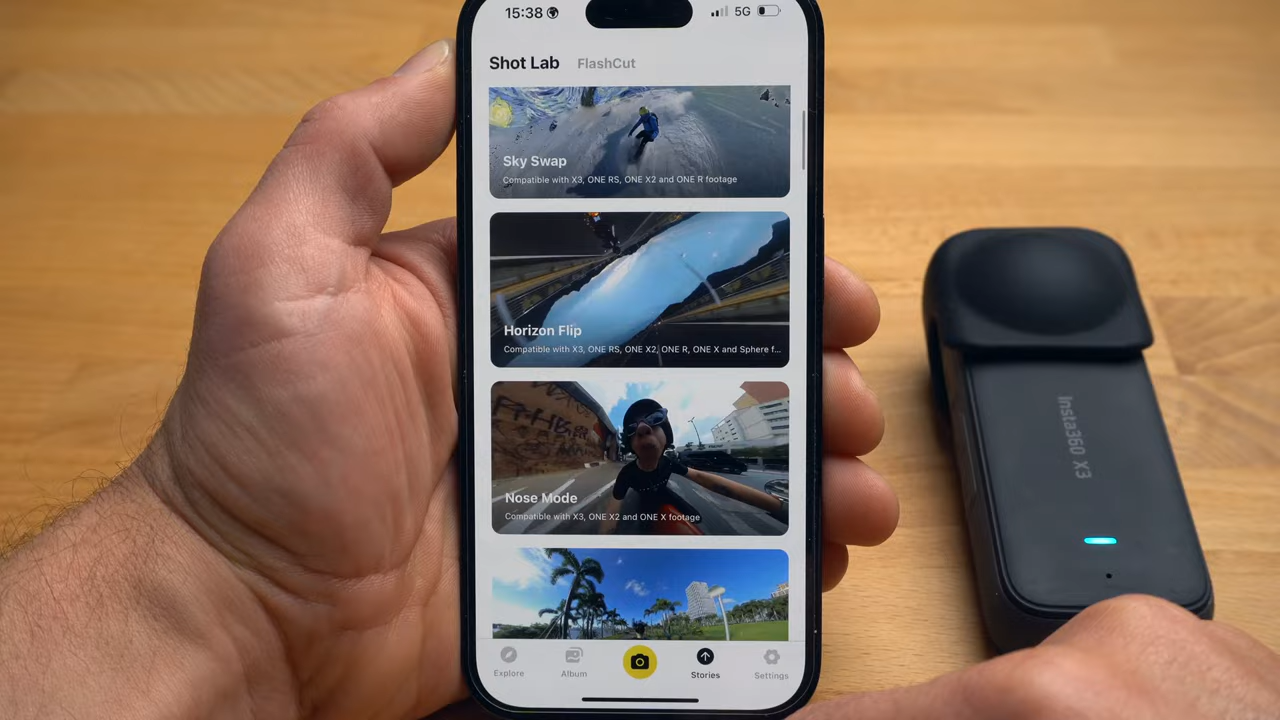 15:38
5G
Shot Lab FlashCut
Sky Swap
Compatible with X3, ONE RS, ONE X2 and ONE R footage
Horizon Flip
Compatible with X3, ONE RS, ONE X2, ONE R, ONE X and Sphere f...
Nose Mode
Compatible with X3, ONE X2 and ONE X footage
Explore
Album
Stories
Settings
Insta360 X3